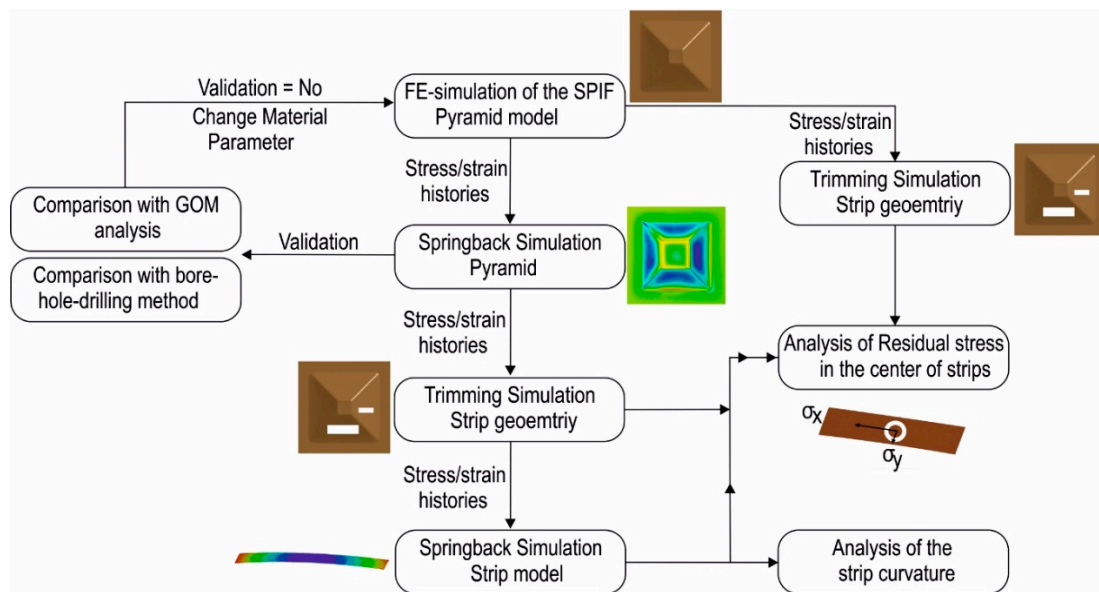 Validation = No
Change Material
Parameter
FE-simulation of the SPIF
Pyramid model
Stress/strain
histories
Stress/strain
histories
Trimming Simulation
Strip geomtriy
Comparison with GOM
analysis
Validation
Springback Simulation
Pyramid
Comparison with bore-
hole-drilling method
Stress/strain
histories
Analysis of Residual stress
in the center of strips
Trimming Simulation
Strip geomtriy
σx
σy
Stress/strain
histories
Springback Simulation
Strip model
Analysis of the
strip curvature